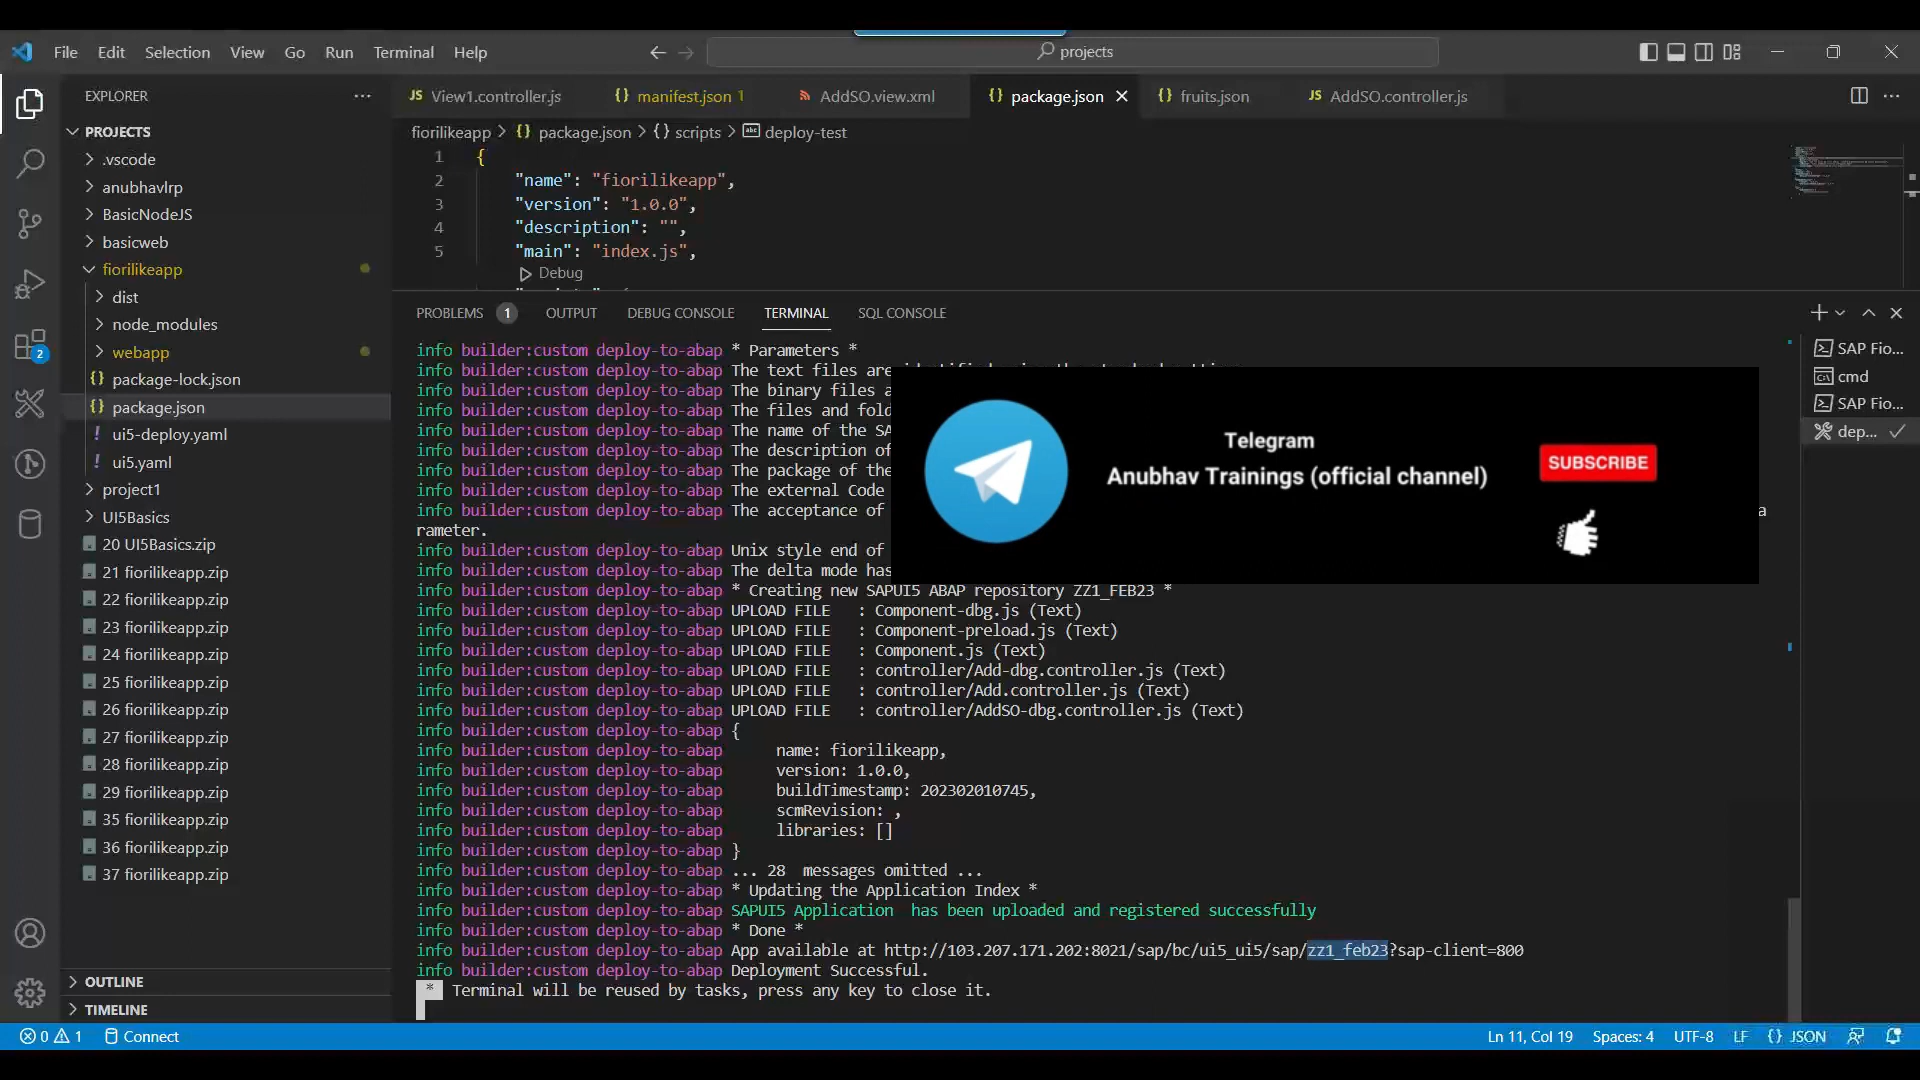 File Edit Selection View Go Run Terminal Help
projects
EXPLORER
PROJECTS
.vscode
anubhavlrp
BasicNodeJS
basicweb
fiorilikeapp
dist
node_modules
webapp
{} package-lock.json
{} package.json
! ui5-deploy.yaml
! ui5.yaml
project1
UI5Basics
20 UI5Basics.zip
21 fiorilikeapp.zip
22 fiorilikeapp.zip
23 fiorilikeapp.zip
24 fiorilikeapp.zip
25 fiorilikeapp.zip
26 fiorilikeapp.zip
27 fiorilikeapp.zip
28 fiorilikeapp.zip
29 fiorilikeapp.zip
35 fiorilikeapp.zip
36 fiorilikeapp.zip
37 fiorilikeapp.zip
OUTLINE
TIMELINE
2
JS View1.controller.js {} manifest.json 1 AddSO.view.xml {} package.json {} fruits.json JS AddSO.controller.js
fiorilikeapp > {} package.json > {} scripts > abc deploy-test
1 {
2 "name": "fiorilikeapp",
3 "version": "1.0.0",
4 "description": "",
5 "main": "index.js",
Debug
PROBLEMS 1 OUTPUT DEBUG CONSOLE TERMINAL SQL CONSOLE
info builder:custom deploy-to-abap * Parameters *
info builder:custom deploy-to-abap The text files are
info builder:custom deploy-to-abap The binary files a
info builder:custom deploy-to-abap The files and fold
info builder:custom deploy-to-abap The name of the SA
info builder:custom deploy-to-abap The description of
info builder:custom deploy-to-abap The package of the
info builder:custom deploy-to-abap The external Code
info builder:custom deploy-to-abap The acceptance of a
rameter.
info builder:custom deploy-to-abap Unix style end of
info builder:custom deploy-to-abap The delta mode has
info builder:custom deploy-to-abap * Creating new SAPUI5 ABAP repository ZZ1_FEB23 *
info builder:custom deploy-to-abap UPLOAD FILE : Component-dbg.js (Text)
info builder:custom deploy-to-abap UPLOAD FILE : Component-preload.js (Text)
info builder:custom deploy-to-abap UPLOAD FILE : Component.js (Text)
info builder:custom deploy-to-abap UPLOAD FILE : controller/Add-dbg.controller.js (Text)
info builder:custom deploy-to-abap UPLOAD FILE : controller/Add.controller.js (Text)
info builder:custom deploy-to-abap UPLOAD FILE : controller/AddSO-dbg.controller.js (Text)
info builder:custom deploy-to-abap {
info builder:custom deploy-to-abap name: fiorilikeapp,
info builder:custom deploy-to-abap version: 1.0.0,
info builder:custom deploy-to-abap buildTimestamp: 202302010745,
info builder:custom deploy-to-abap scmRevision: ,
info builder:custom deploy-to-abap libraries: []
info builder:custom deploy-to-abap }
info builder:custom deploy-to-abap ... 28 messages omitted ...
info builder:custom deploy-to-abap * Updating the Application Index *
info builder:custom deploy-to-abap SAPUI5 Application has been uploaded and registered successfully
info builder:custom deploy-to-abap * Done *
info builder:custom deploy-to-abap App available at http://103.207.171.202:8021/sap/bc/ui5_ui5/sap/zz1_feb23?sap-client=800
info builder:custom deploy-to-abap Deployment Successful.
* Terminal will be reused by tasks, press any key to close it.
Telegram
Anubhav Trainings (official channel)
SUBSCRIBE
SAP Fio...
cmd
SAP Fio...
dep...
0 1 Connect Ln 11, Col 19 Spaces: 4 UTF-8 LF {} JSON